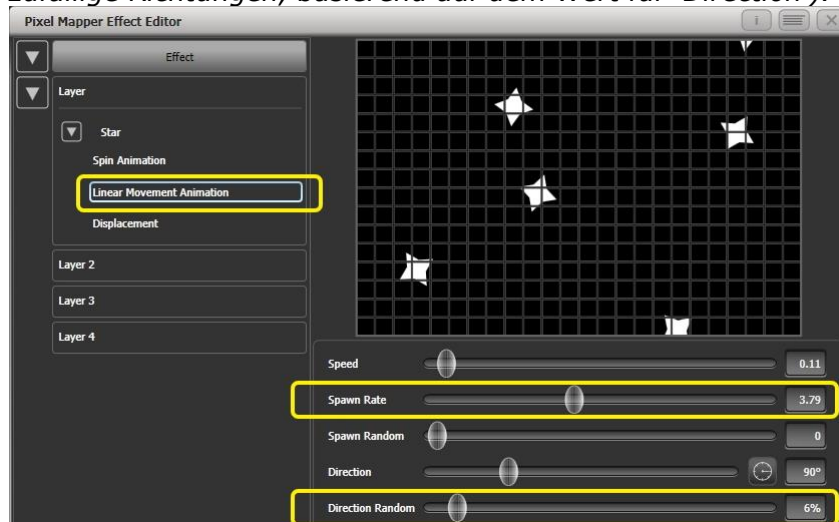 zufällige Richtungen, basierend auf dem Wert für 'Direction').
Pixel Mapper Effect Editor
Effect
Layer
Star
Spin Animation
Linear Movement Animation
Displacement
Layer 2
Layer 3
Layer 4
Speed 0.11
Spawn Rate 3.79
Spawn Random 0
Direction 90°
Direction Random 6%